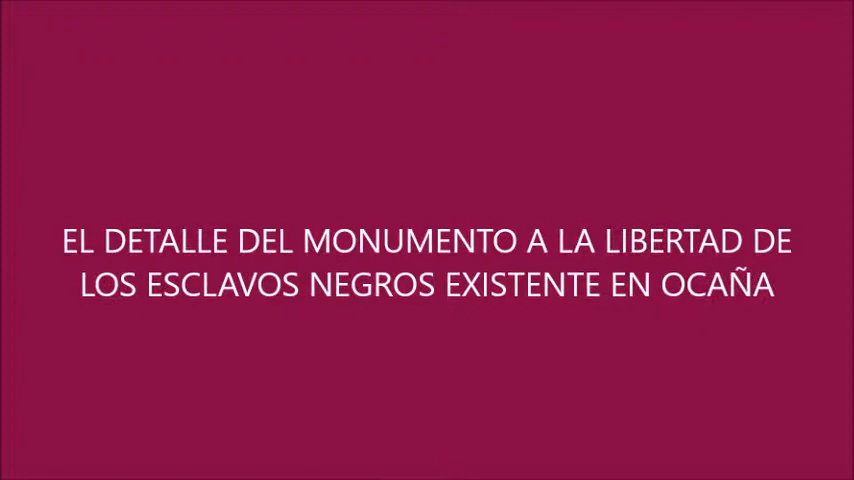 EL DETALLE DEL MONUMENTO A LA LIBERTAD DE
LOS ESCLAVOS NEGROS EXISTENTE EN OCAÑA